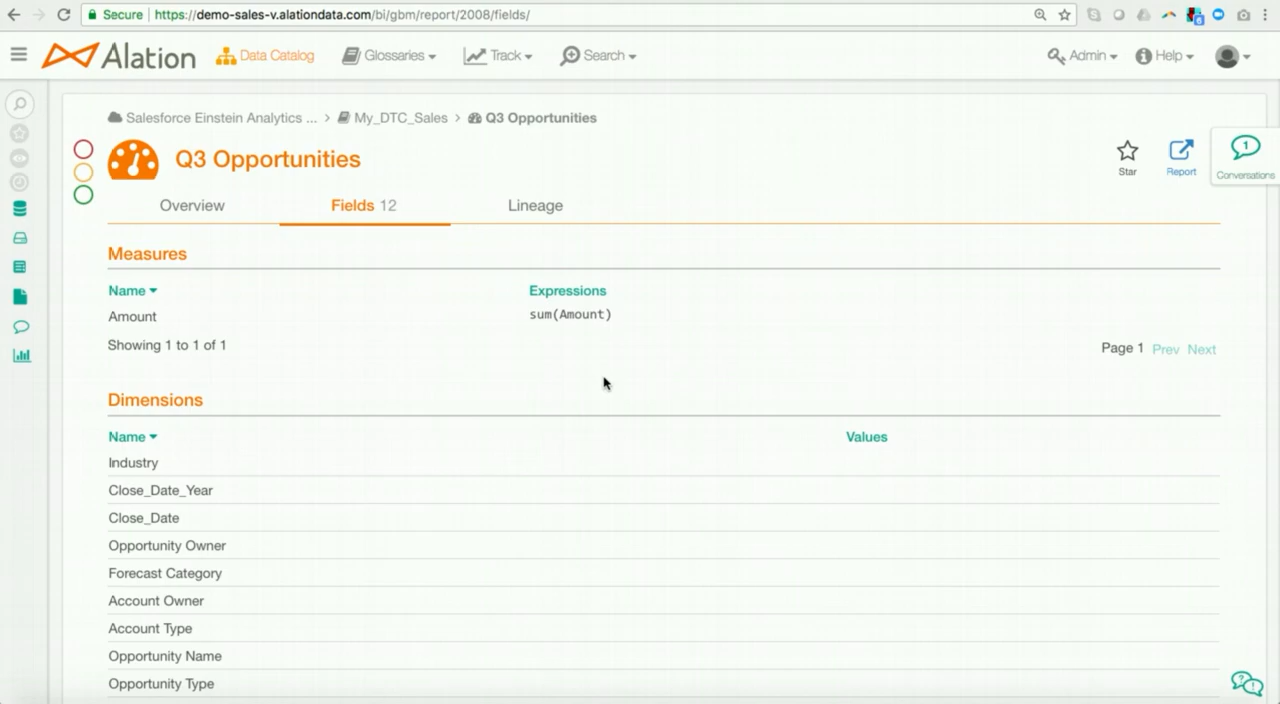 Secure https://demo-sales-v.alationdata.com/bi/gbm/report/2008/fields/
Alation Data Catalog Glossaries Track Search Admin Help
Salesforce Einstein Analytics ... > My_DTC_Sales > Q3 Opportunities
Q3 Opportunities
Star Report 1 Conversations
Overview Fields 12 Lineage
Measures
Name Expressions
Amount sum(Amount)
Showing 1 to 1 of 1 Page 1 Prev Next
Dimensions
Name Values
Industry
Close_Date_Year
Close_Date
Opportunity Owner
Forecast Category
Account Owner
Account Type
Opportunity Name
Opportunity Type